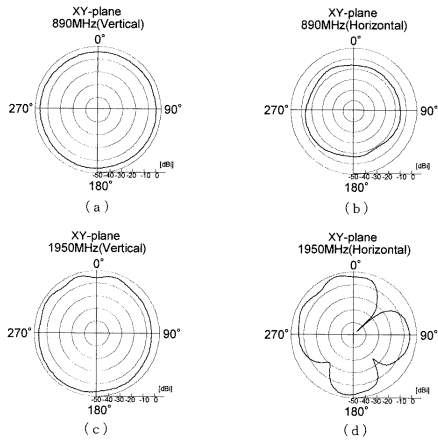 XY-plane
890MHz(Vertical)
0°
270°
90°
[dBi]
-50 -40 -30 -20 -10 0
180°
(a)
XY-plane
890MHz(Horizontal)
0°
270°
90°
[dBi]
-50 -40 -30 -20 -10 0
180°
(b)
XY-plane
1950MHz(Vertical)
0°
270°
90°
[dBi]
-50 -40 -30 -20 -10 0
180°
(c)
XY-plane
1950MHz(Horizontal)
0°
270°
90°
[dBi]
-50 -40 -30 -20 -10 0
180°
(d)